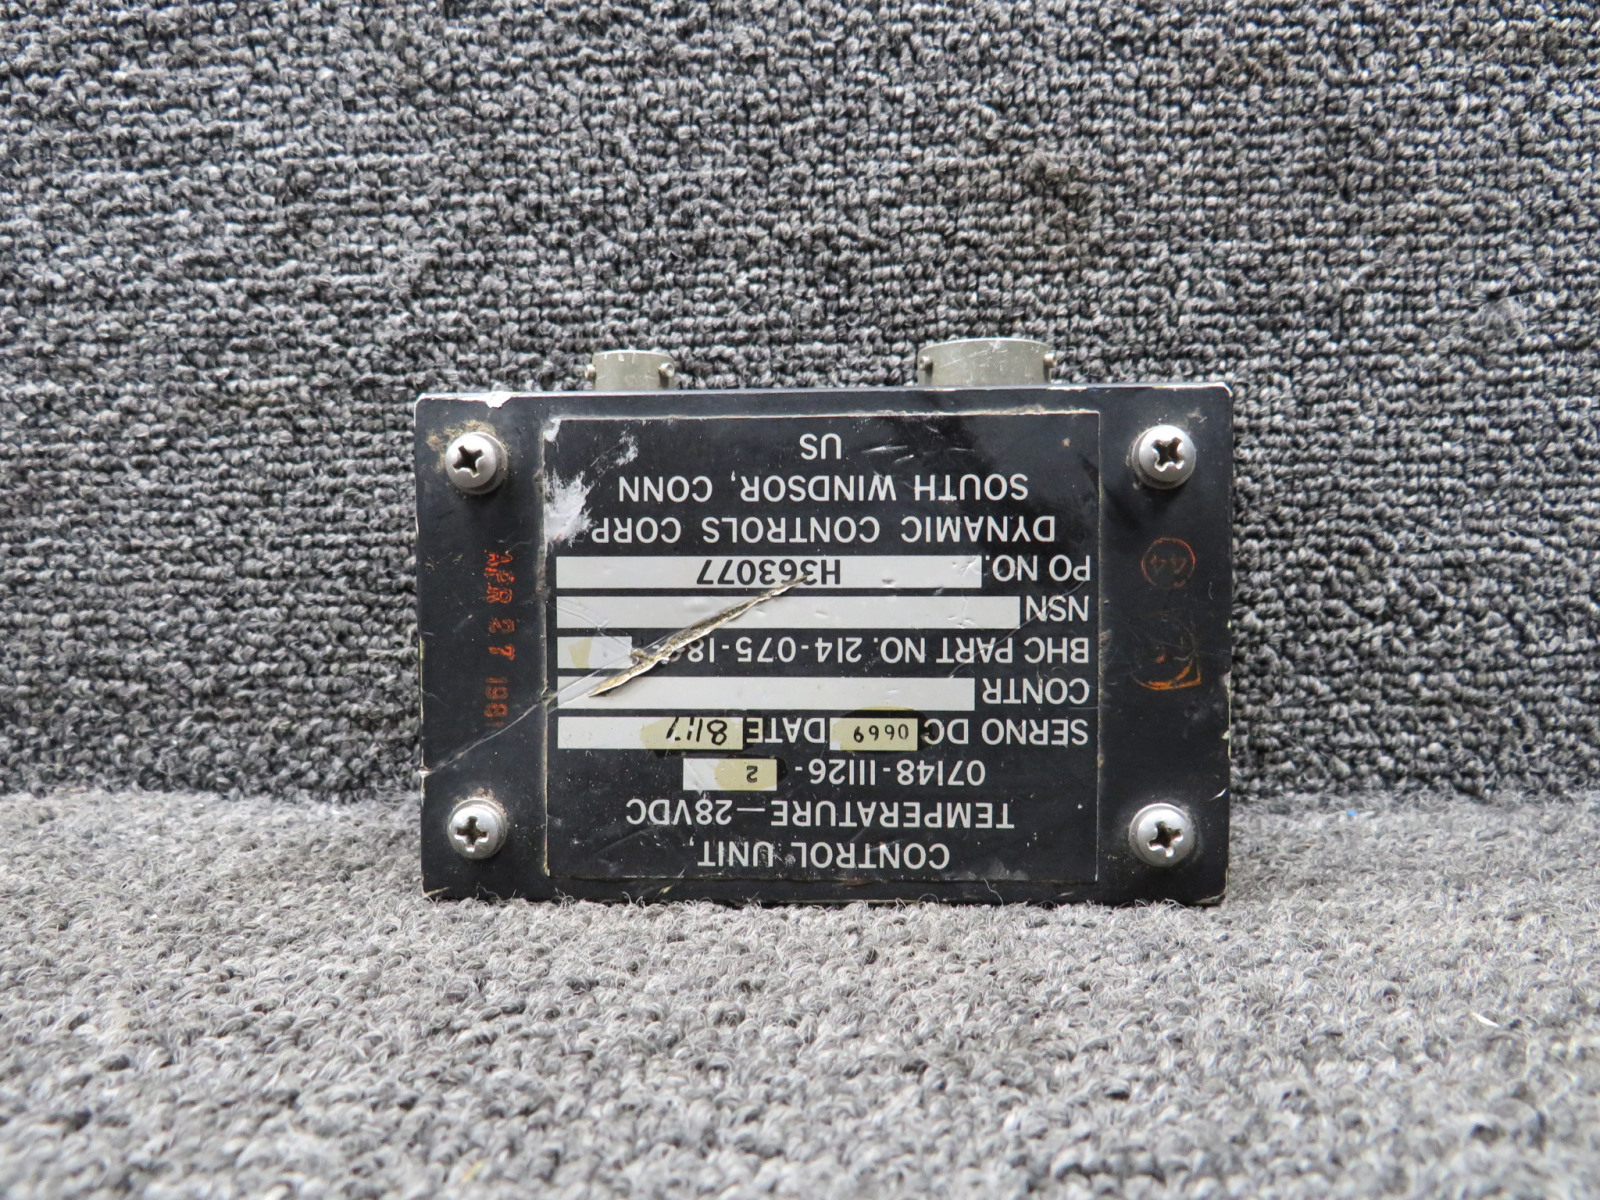 CONTROL UNIT,
TEMPERATURE—28VDC
07148-11126- 2
SERNO DC 0669 DATE 8117
CONTR
BHC PART NO. 214-075-18
NSN
PO NO. H363077
DYNAMIC CONTROLS CORP.
SOUTH WINDSOR, CONN
US
APR 27 198